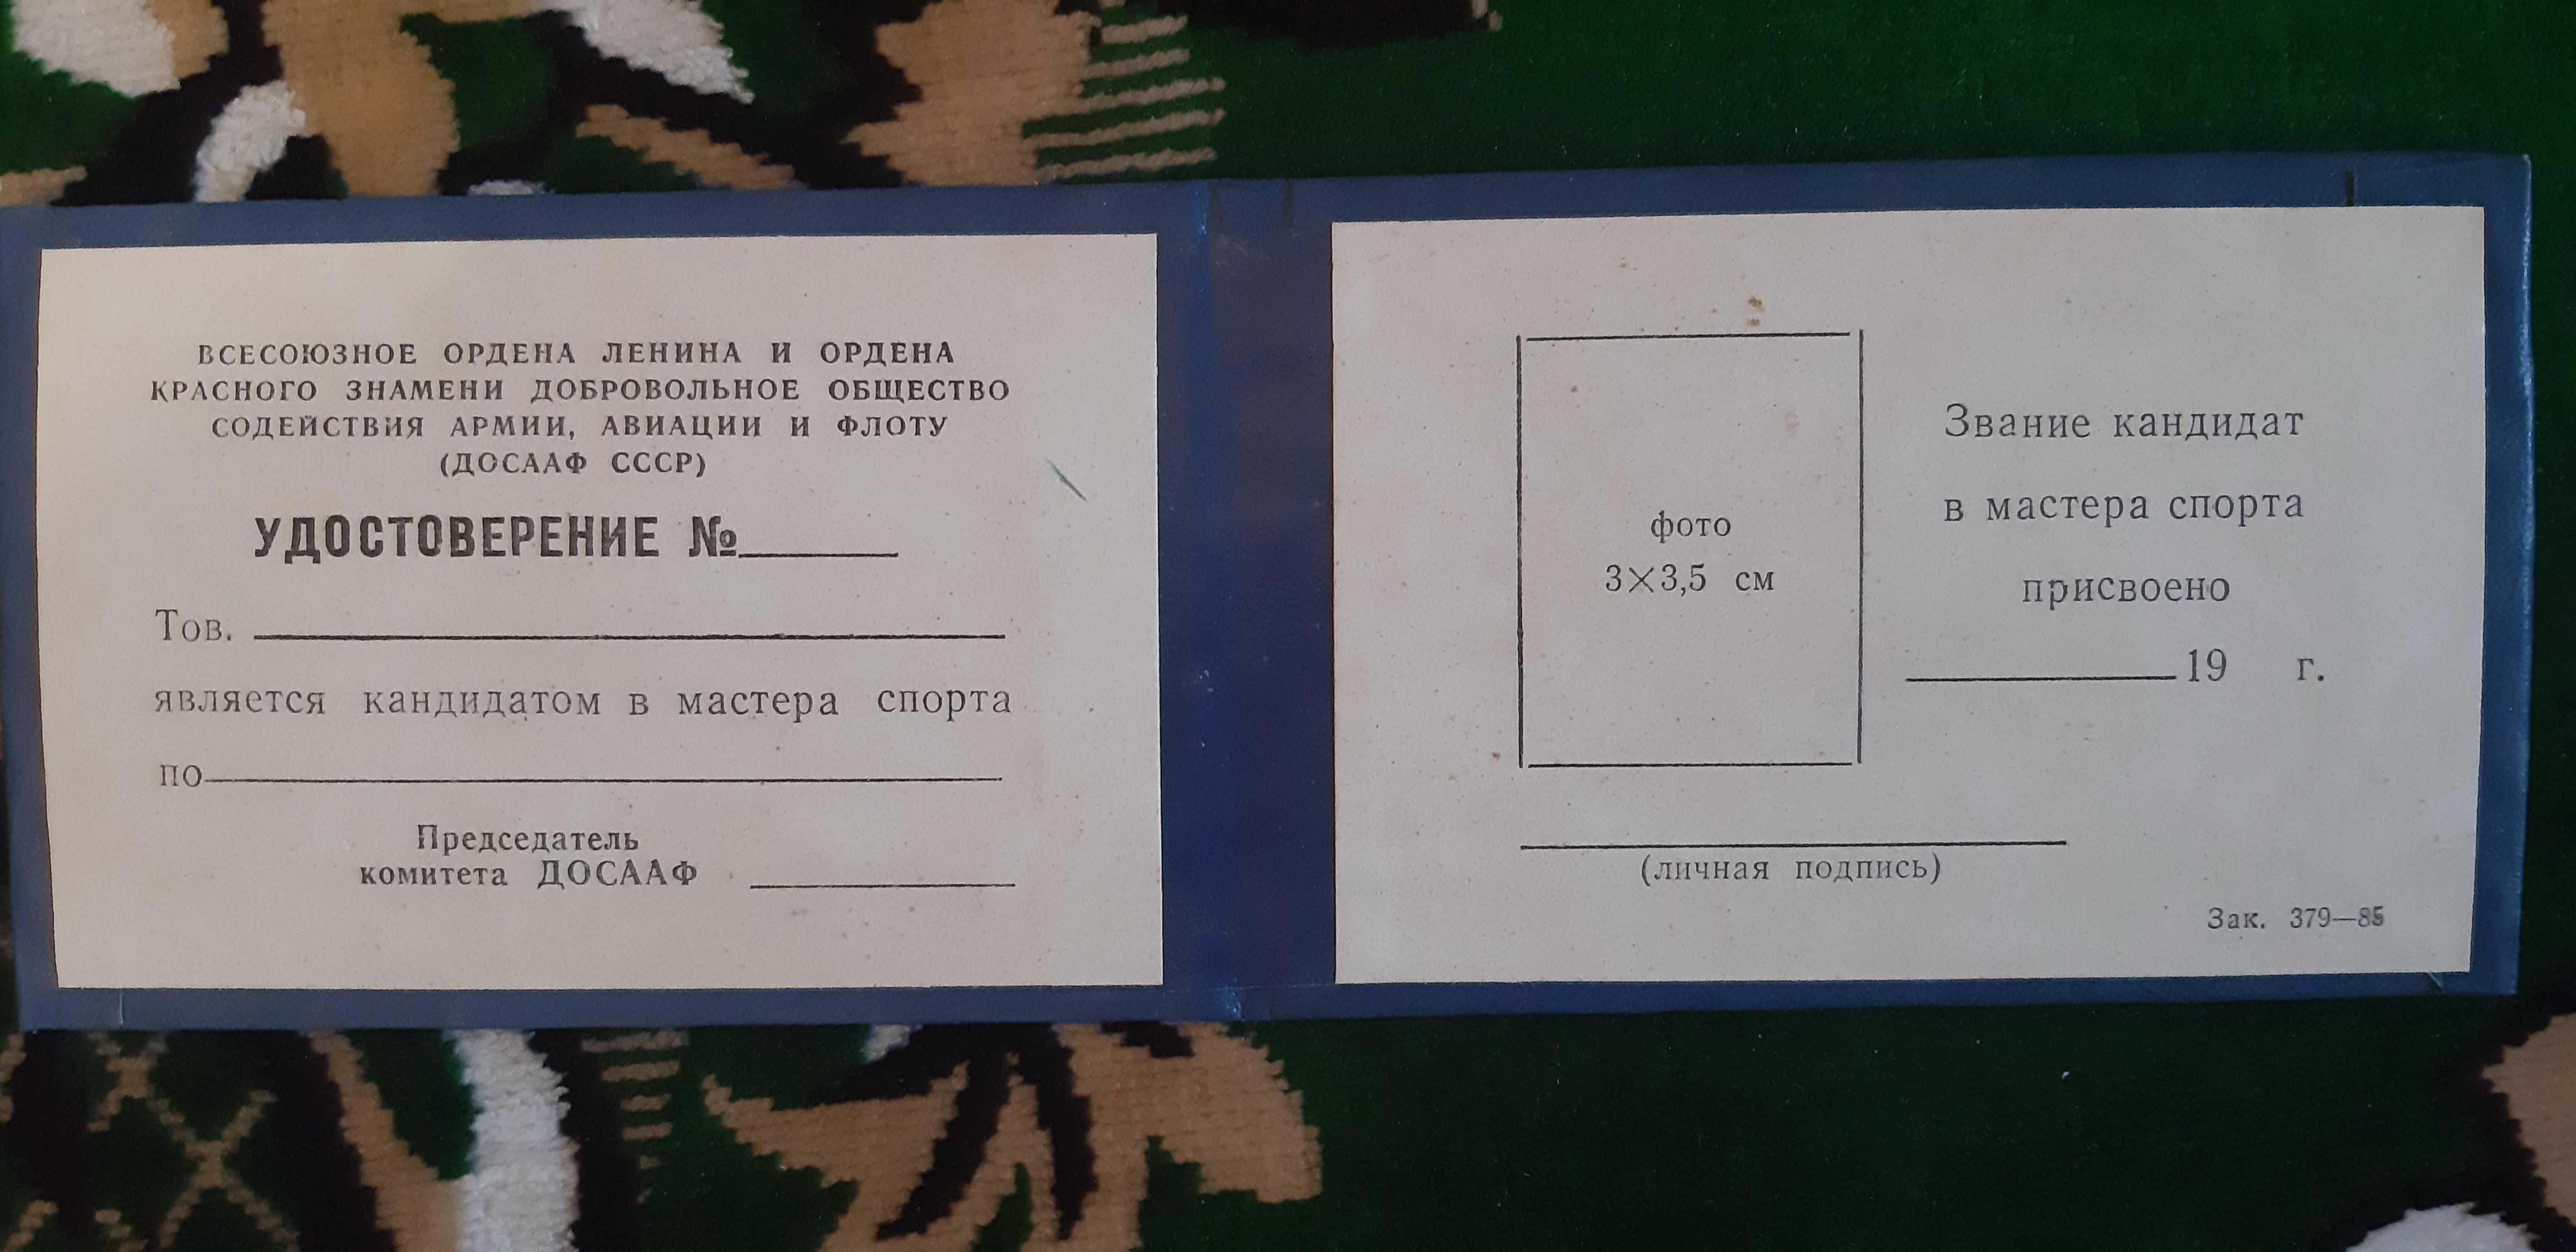 ВСЕСОЮЗНОЕ ОРДЕНА ЛЕНИНА И ОРДЕНА
КРАСНОГО ЗНАМЕНИ ДОБРОВОЛЬНОЕ ОБЩЕСТВО
СОДЕЙСТВИЯ АРМИИ, АВИАЦИИ И ФЛОТУ
(ДОСААФ СССР)
УДОСТОВЕРЕНИЕ №
Тов.
является кандидатом в мастера спорта
по
Председатель
комитета ДОСААФ
фото
3×3,5 см
Звание кандидат
в мастера спорта
присвоено
19 г.
(личная подпись)
Зак. 379—85